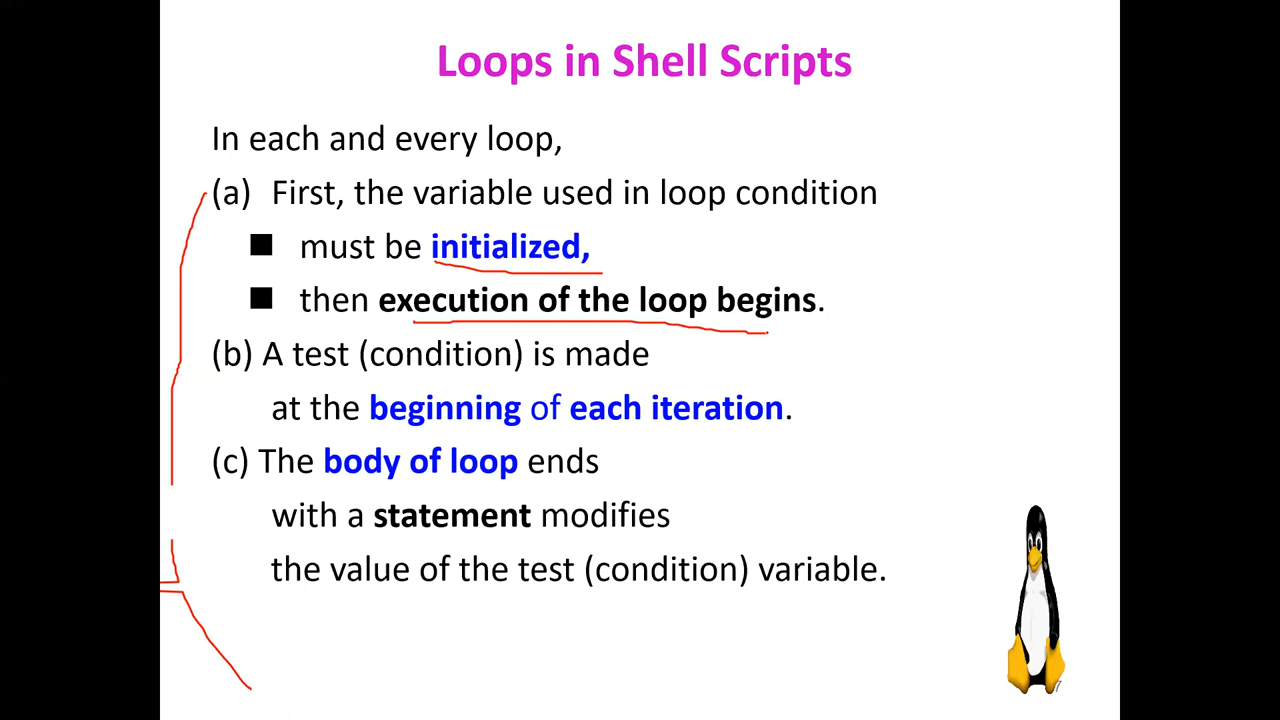 Loops in Shell Scripts
In each and every loop,
(a) First, the variable used in loop condition
■ must be initialized,
■ then execution of the loop begins.
(b) A test (condition) is made
at the beginning of each iteration.
(c) The body of loop ends
with a statement modifies
the value of the test (condition) variable.
7